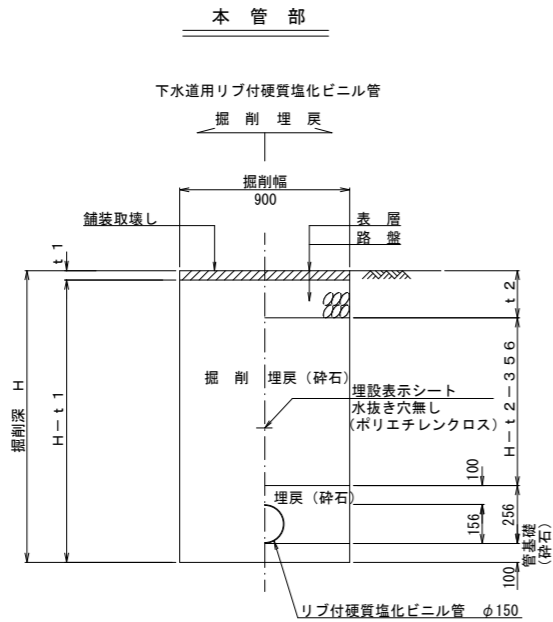 本管部
下水道用リブ付硬質塩化ビニル管
掘削埋戻
掘削幅
900
舗装取壊し
表層
路盤
t1
t2
掘削深 H
H-t1
掘削 埋戻(砕石)
埋設表示シート
水抜き穴無し
(ポリエチレンクロス)
H-t2-356
100
埋戻(砕石)
156
256
管基礎
(砕石)
100
リブ付硬質塩化ビニル管 φ150